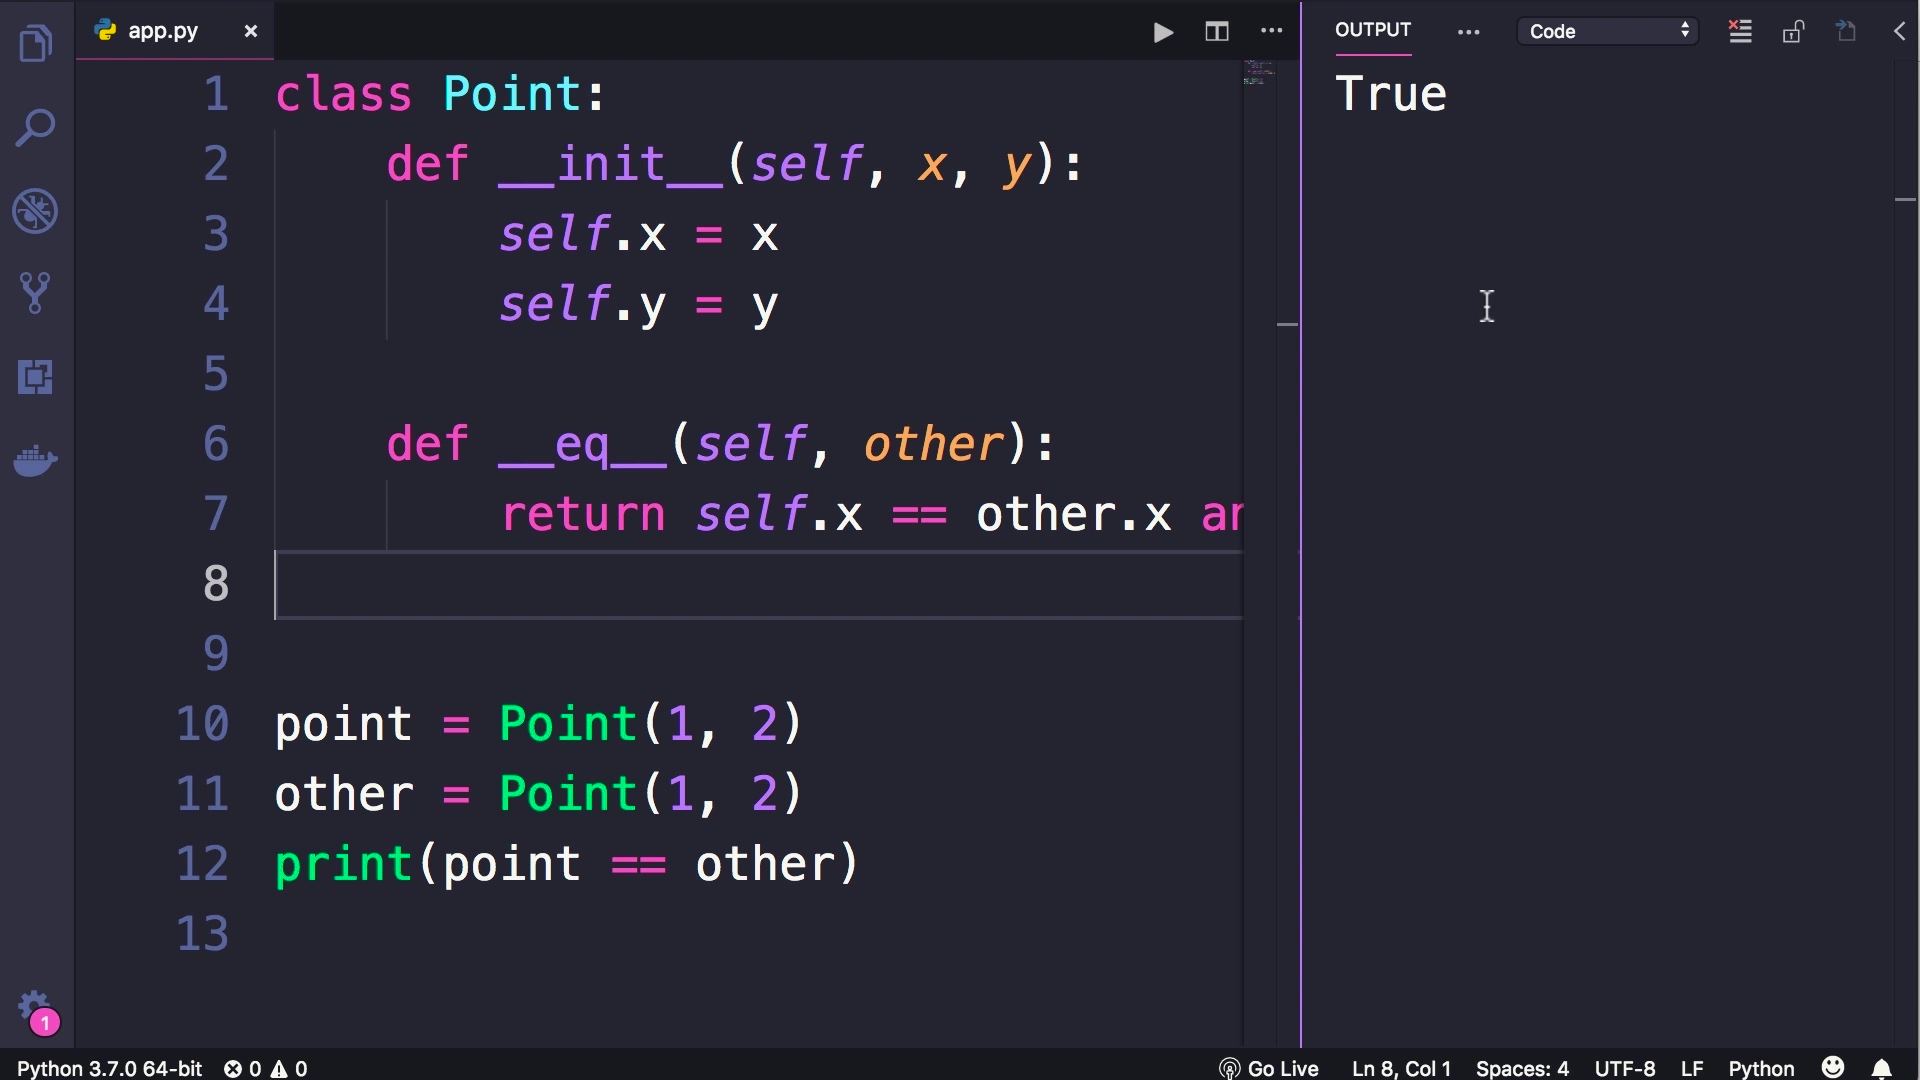 app.py
OUTPUT
Code
1 class Point:
2 def __init__(self, x, y):
3 self.x = x
4 self.y = y
5
6 def __eq__(self, other):
7 return self.x == other.x an
8
9
10 point = Point(1, 2)
11 other = Point(1, 2)
12 print(point == other)
13
True
1
Python 3.7.0 64-bit 0 0 Go Live Ln 8, Col 1 Spaces: 4 UTF-8 LF Python